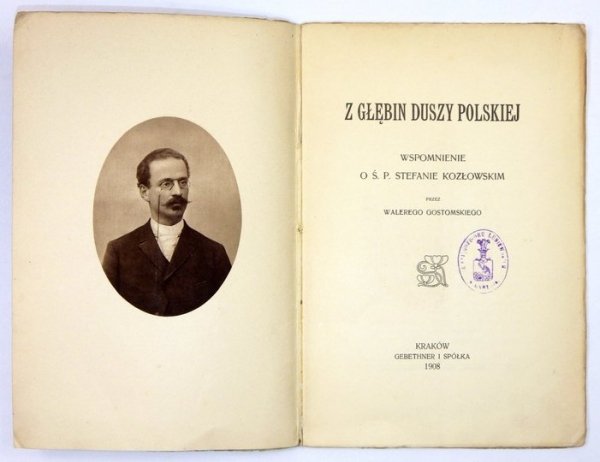 Z GŁĘBIN DUSZY POLSKIEJ
WSPOMNIENIE
O Ś. P. STEFANIE KOZŁOWSKIM
PRZEZ
WALEREGO GOSTOMSKIEGO
KRAKÓW
GEBETHNER I SPÓŁKA
1908